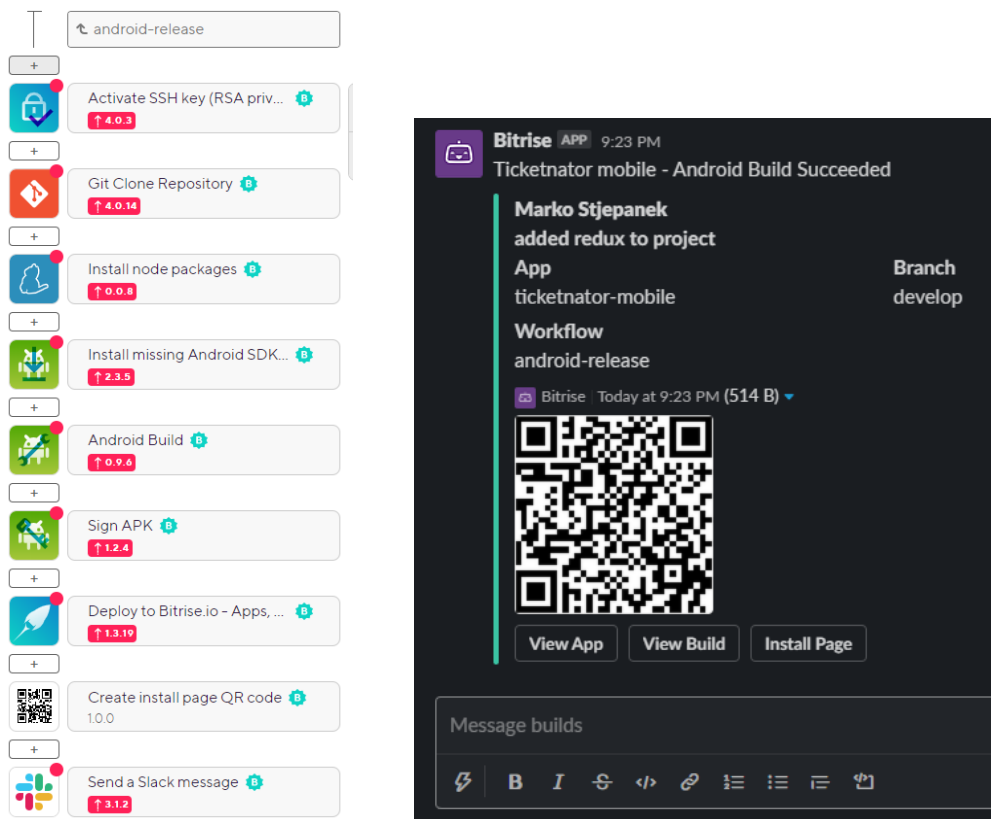 android-release
+
Activate SSH key (RSA priv...
↑ 4.0.3
+
Git Clone Repository
↑ 4.0.14
+
Install node packages
↑ 0.0.8
+
Install missing Android SDK...
↑ 2.3.5
+
Android Build
↑ 0.9.6
+
Sign APK
↑ 1.2.4
+
Deploy to Bitrise.io - Apps, ...
↑ 1.3.19
+
Create install page QR code
1.0.0
+
Send a Slack message
↑ 3.1.2
Bitrise APP 9:23 PM
Ticketnator mobile - Android Build Succeeded
Marko Stjepanek
added redux to project
App Branch
ticketnator-mobile develop
Workflow
android-release
Bitrise Today at 9:23 PM (514 B)
View App View Build Install Page
Message builds
B I S </>